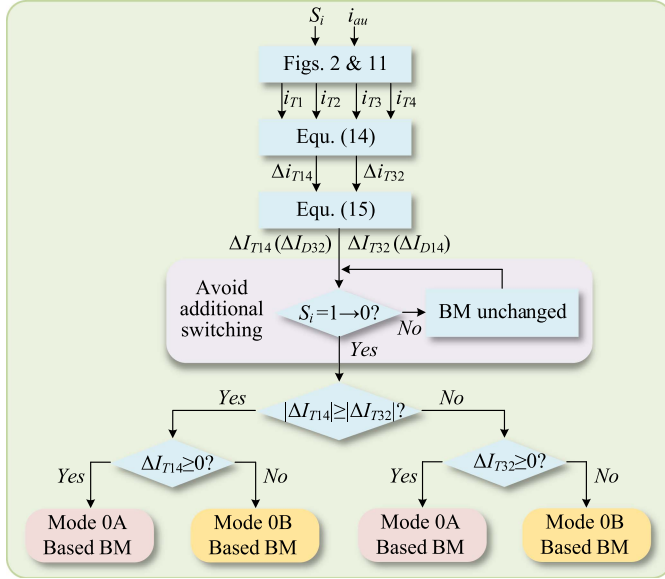 S_i i_au
Figs. 2 & 11
i_T1 i_T2 i_T3 i_T4
Equ. (14)
Δi_T14 Δi_T32
Equ. (15)
ΔI_T14(ΔI_D32) ΔI_T32(ΔI_D14)
Avoid
additional
switching
S_i=1→0?
No
BM unchanged
Yes
|ΔI_T14|≥|ΔI_T32|?
Yes
No
ΔI_T14≥0?
Yes
No
ΔI_T32≥0?
Yes
No
Mode 0A
Based BM
Mode 0B
Based BM
Mode 0A
Based BM
Mode 0B
Based BM